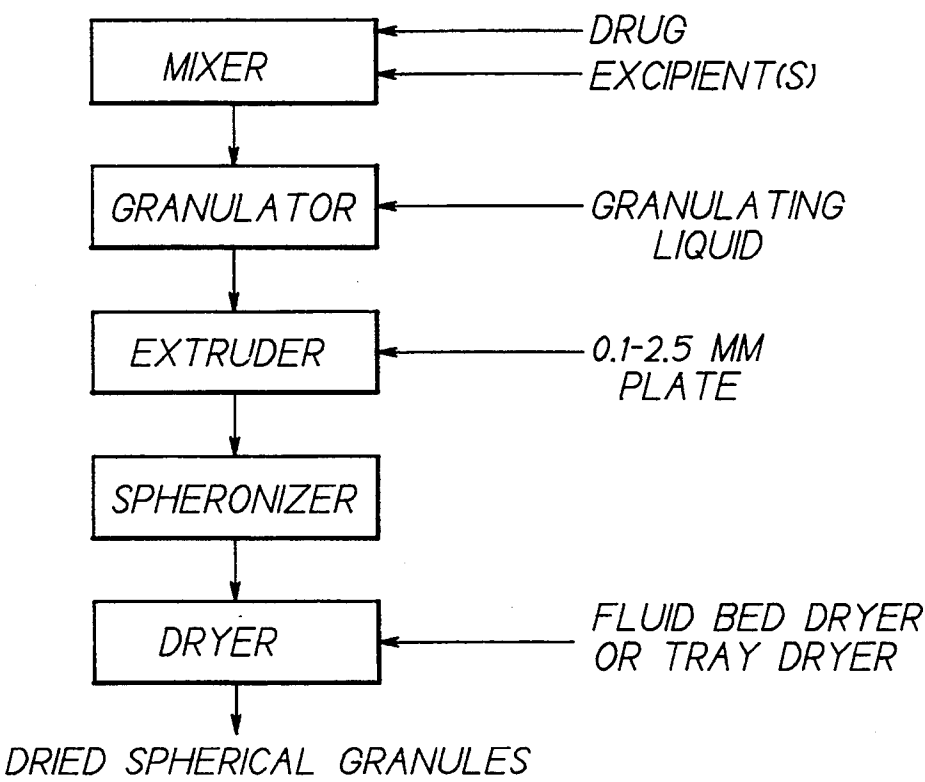 DRUG
MIXER
EXCIPIENT(S)
GRANULATOR
GRANULATING
LIQUID
EXTRUDER
0.1-2.5 MM
PLATE
SPHERONIZER
DRYER
FLUID BED DRYER
OR TRAY DRYER
DRIED SPHERICAL GRANULES